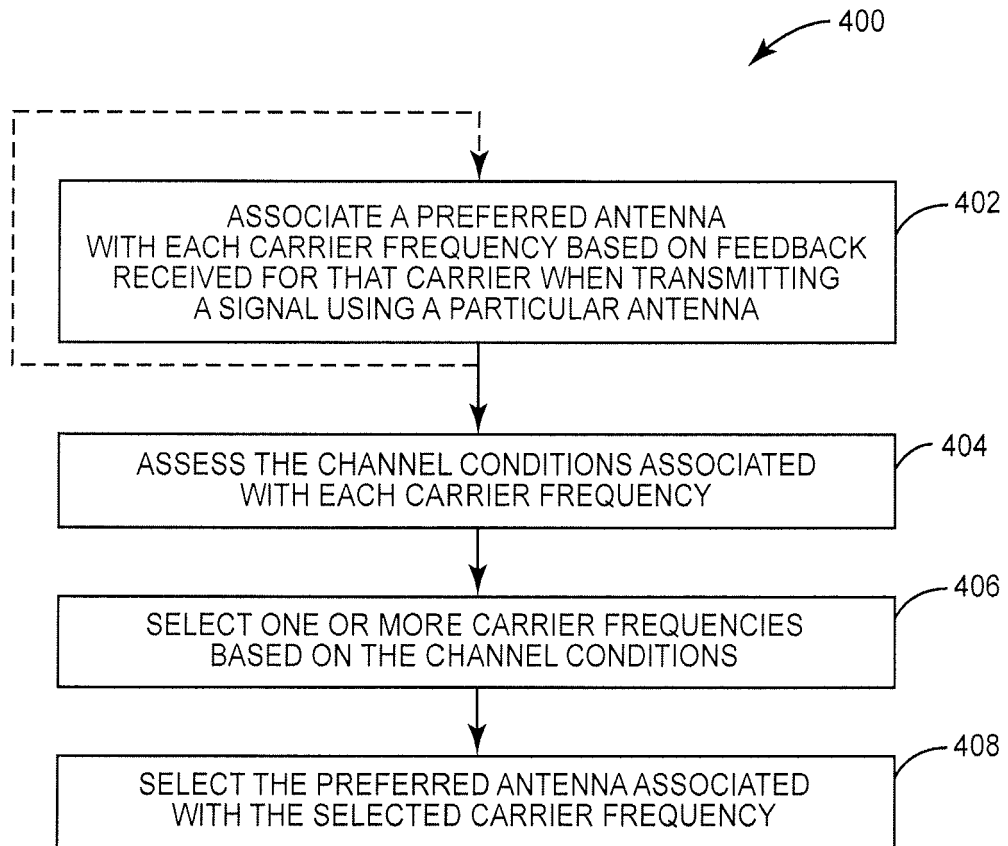 400
ASSOCIATE A PREFERRED ANTENNA
WITH EACH CARRIER FREQUENCY BASED ON FEEDBACK
RECEIVED FOR THAT CARRIER WHEN TRANSMITTING
A SIGNAL USING A PARTICULAR ANTENNA
402
ASSESS THE CHANNEL CONDITIONS ASSOCIATED
WITH EACH CARRIER FREQUENCY
404
SELECT ONE OR MORE CARRIER FREQUENCIES
BASED ON THE CHANNEL CONDITIONS
406
SELECT THE PREFERRED ANTENNA ASSOCIATED
WITH THE SELECTED CARRIER FREQUENCY
408